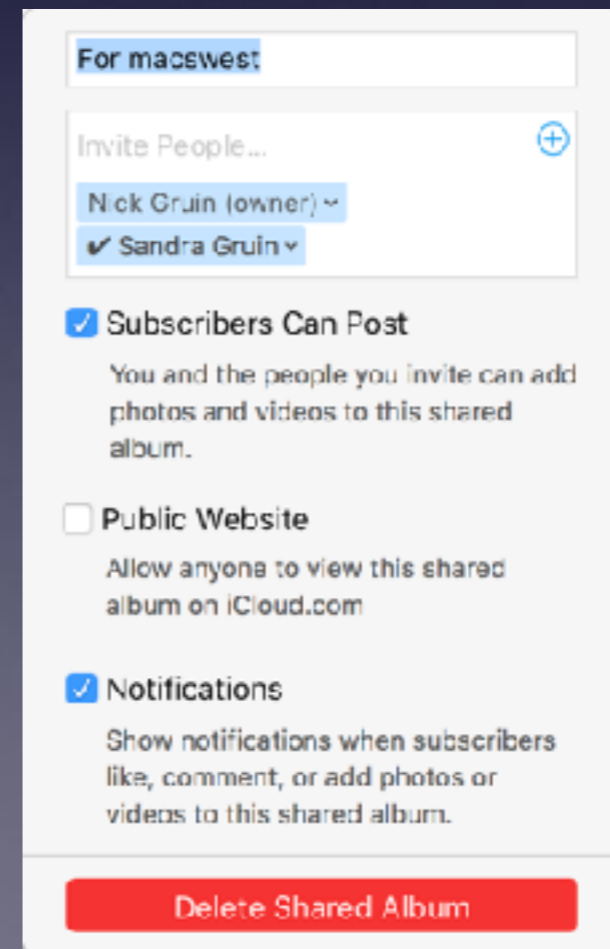 For macswest
Invite People...
Nick Gruin (owner)
✔ Sandra Gruin
Subscribers Can Post
You and the people you invite can add
photos and videos to this shared
album.
Public Website
Allow anyone to view this shared
album on iCloud.com
Notifications
Show notifications when subscribers
like, comment, or add photos or
videos to this shared album.
Delete Shared Album